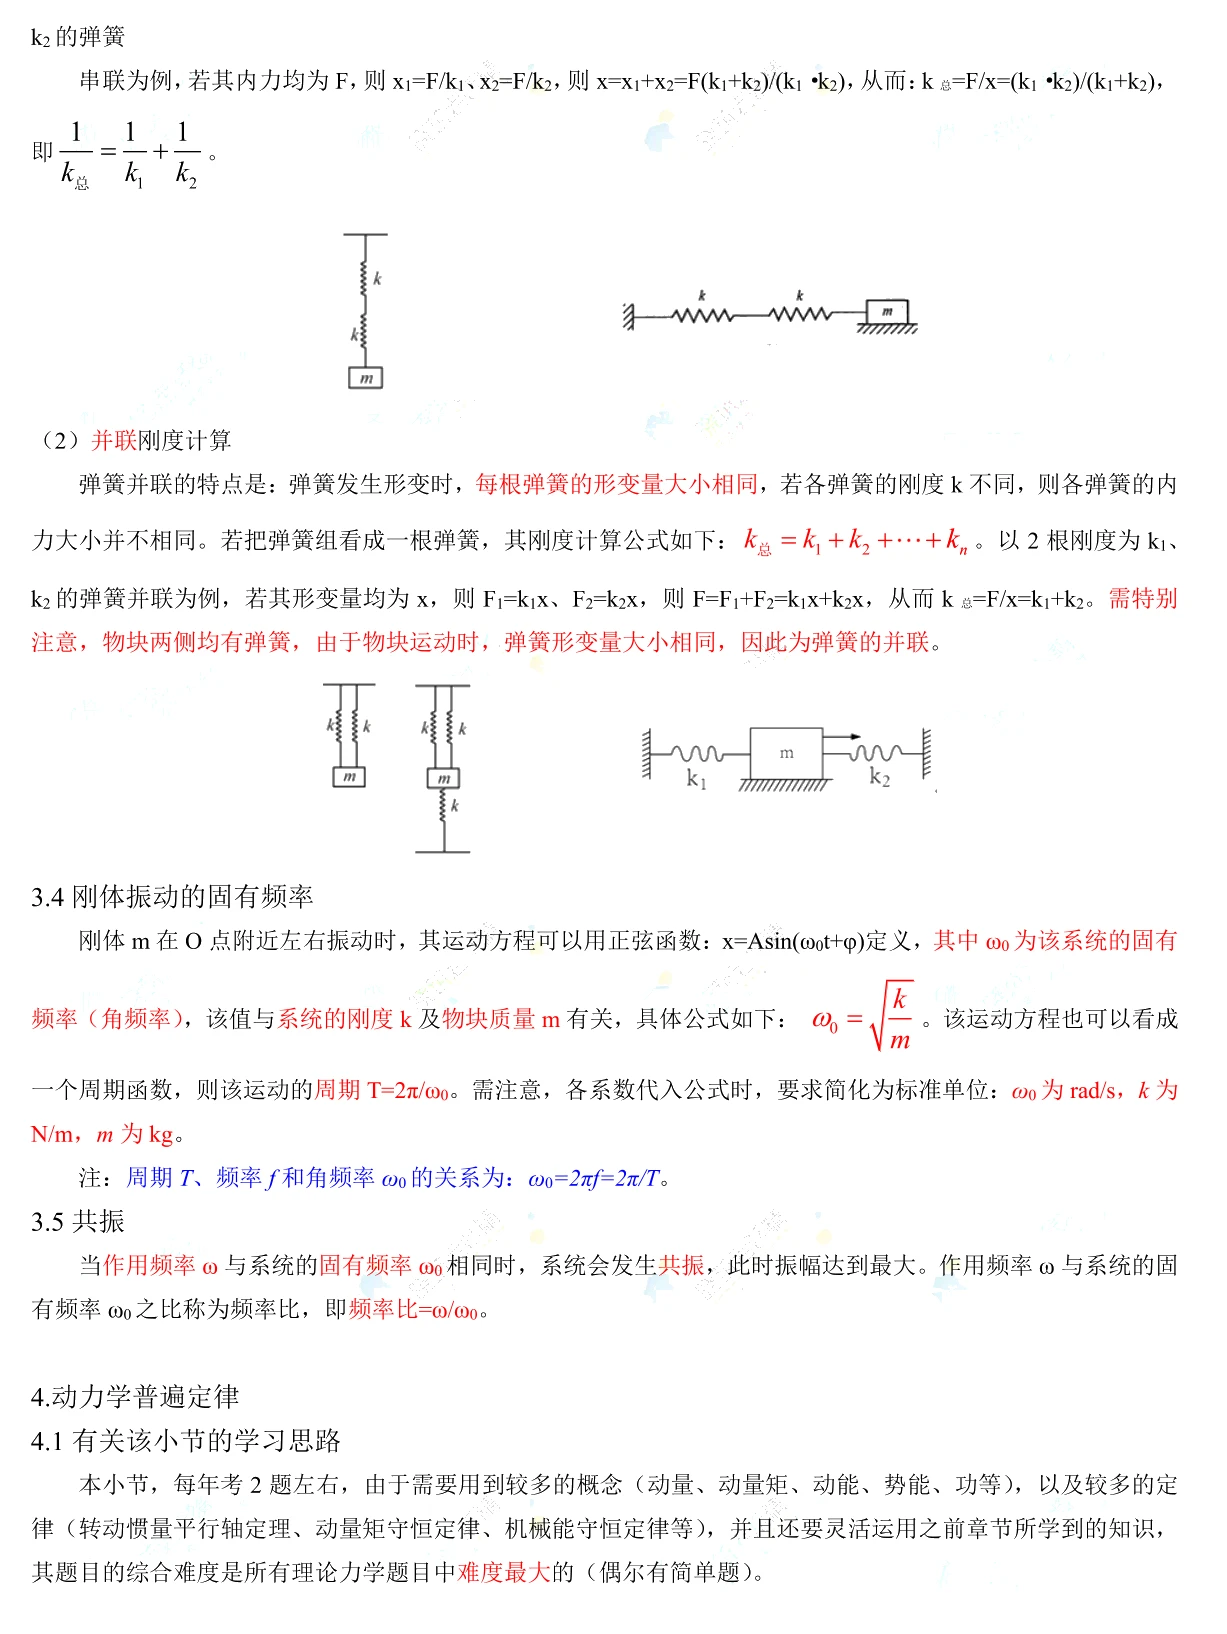 k2 的弹簧
串联为例，若其内力均为 F，则 x1=F/k1、x2=F/k2，则 x=x1+x2=F(k1+k2)/(k1·k2)，从而：k 总=F/x=(k1·k2)/(k1+k2)，
即 1/k总 = 1/k1 + 1/k2 。
k
k
m
k k m
（2）并联刚度计算
弹簧并联的特点是：弹簧发生形变时，每根弹簧的形变量大小相同，若各弹簧的刚度 k 不同，则各弹簧的内
力大小并不相同。若把弹簧组看成一根弹簧，其刚度计算公式如下： k总 = k1 + k2 + ⋯ + kn 。以 2 根刚度为 k1、
k2 的弹簧并联为例，若其形变量均为 x，则 F1=k1x、F2=k2x，则 F=F1+F2=k1x+k2x，从而 k 总=F/x=k1+k2。需特别
注意，物块两侧均有弹簧，由于物块运动时，弹簧形变量大小相同，因此为弹簧的并联。
k k
m
k k
m
k
m
k1 k2
3.4 刚体振动的固有频率
刚体 m 在 O 点附近左右振动时，其运动方程可以用正弦函数：x=Asin(ω0t+φ)定义，其中 ω0 为该系统的固有
频率（角频率），该值与系统的刚度 k 及物块质量 m 有关，具体公式如下： ω0 = √(k/m) 。该运动方程也可以看成
一个周期函数，则该运动的周期 T=2π/ω0。需注意，各系数代入公式时，要求简化为标准单位：ω0 为 rad/s，k 为
N/m，m 为 kg。
注：周期 T、频率 f 和角频率 ω0 的关系为：ω0=2πf=2π/T。
3.5 共振
当作用频率 ω 与系统的固有频率 ω0 相同时，系统会发生共振，此时振幅达到最大。作用频率 ω 与系统的固
有频率 ω0 之比称为频率比，即频率比=ω/ω0。
4.动力学普遍定律
4.1 有关该小节的学习思路
本小节，每年考 2 题左右，由于需要用到较多的概念（动量、动量矩、动能、势能、功等），以及较多的定
律（转动惯量平行轴定理、动量矩守恒定律、机械能守恒定律等），并且还要灵活运用之前章节所学到的知识，
其题目的综合难度是所有理论力学题目中难度最大的（偶尔有简单题）。